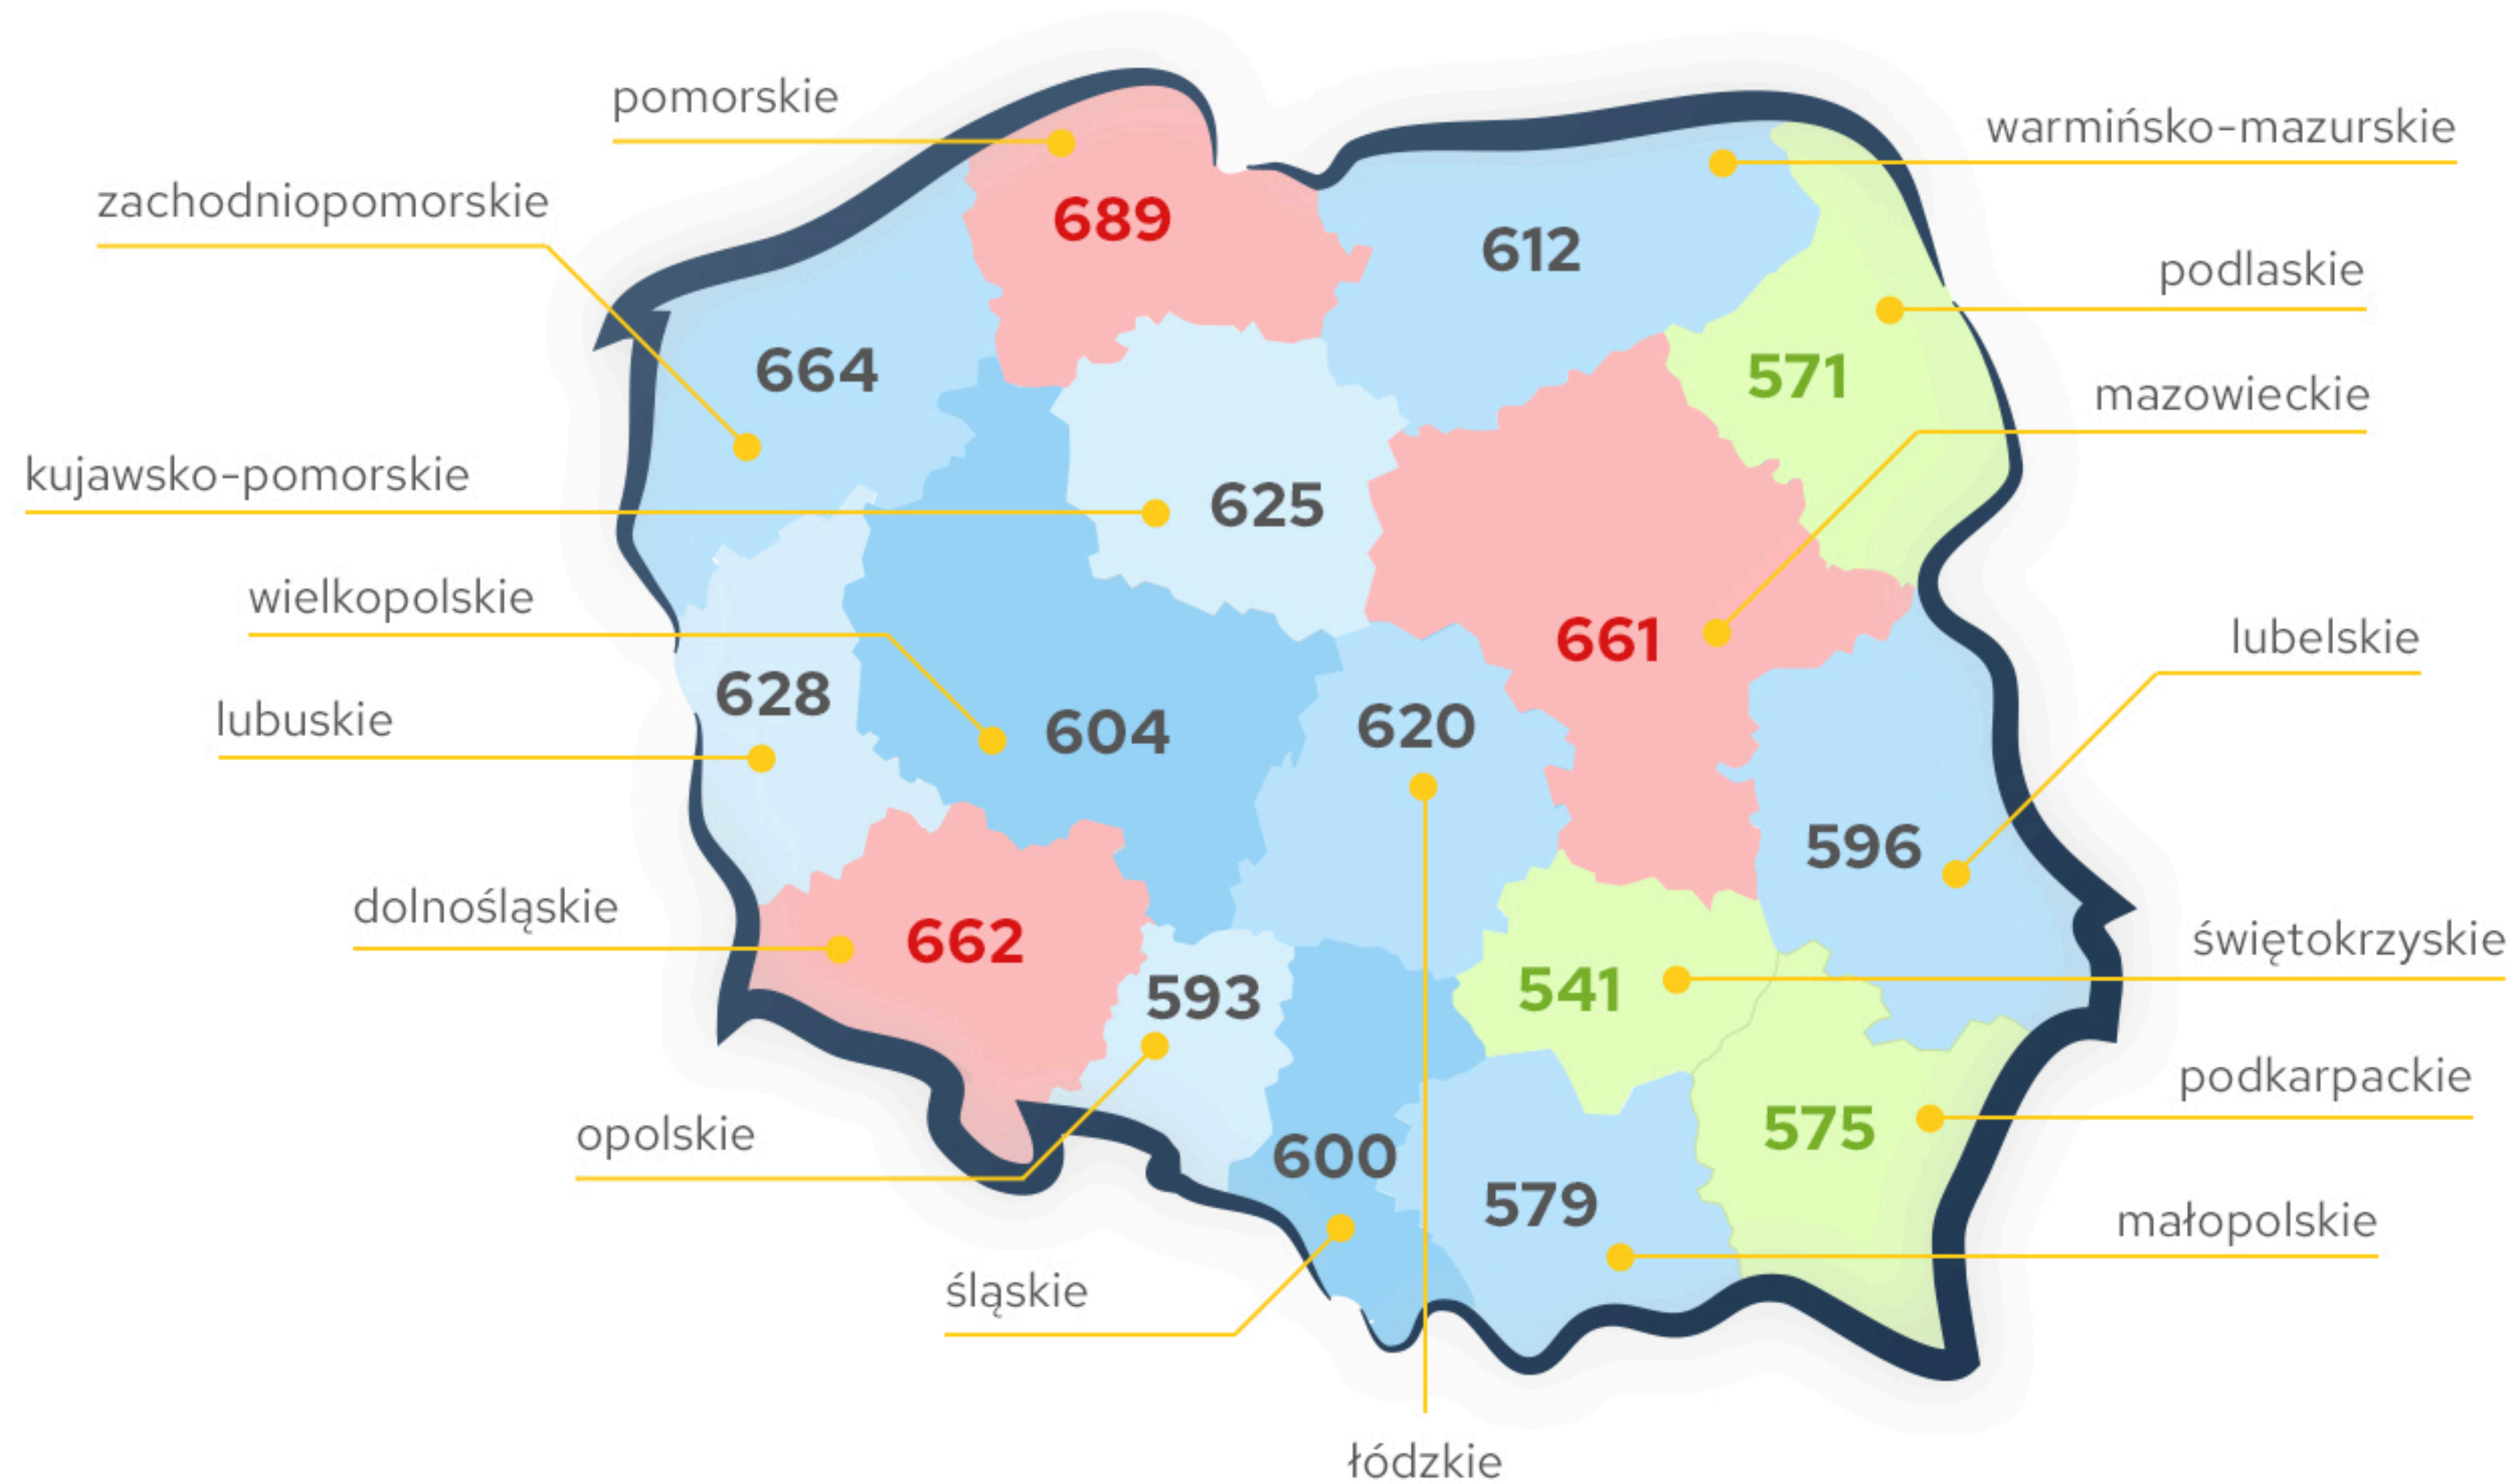 pomorskie
warmińsko-mazurskie
zachodniopomorskie
689
612
podlaskie
664
571
mazowieckie
kujawsko-pomorskie
625
wielkopolskie
661
lubelskie
628
lubuskie
604
620
596
dolnośląskie
662
świętokrzyskie
593
541
podkarpackie
opolskie
575
600
579
małopolskie
śląskie
łódzkie